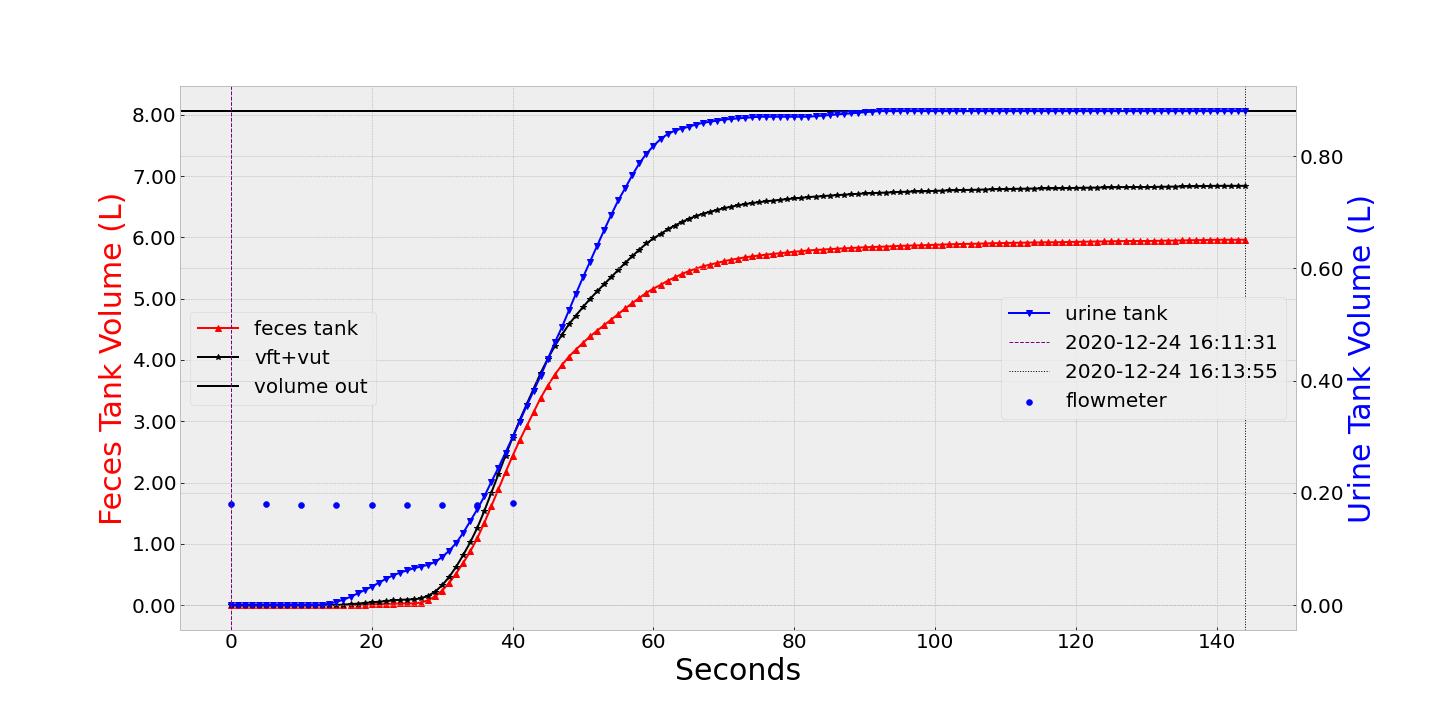 8.00
7.00
6.00
5.00
4.00
3.00
2.00
1.00
0.00
Feces Tank Volume (L)
feces tank
vft+vut
volume out
urine tank
2020-12-24 16:11:31
2020-12-24 16:13:55
flowmeter
0.80
0.60
0.40
0.20
0.00
Urine Tank Volume (L)
0 20 40 60 80 100 120 140
Seconds